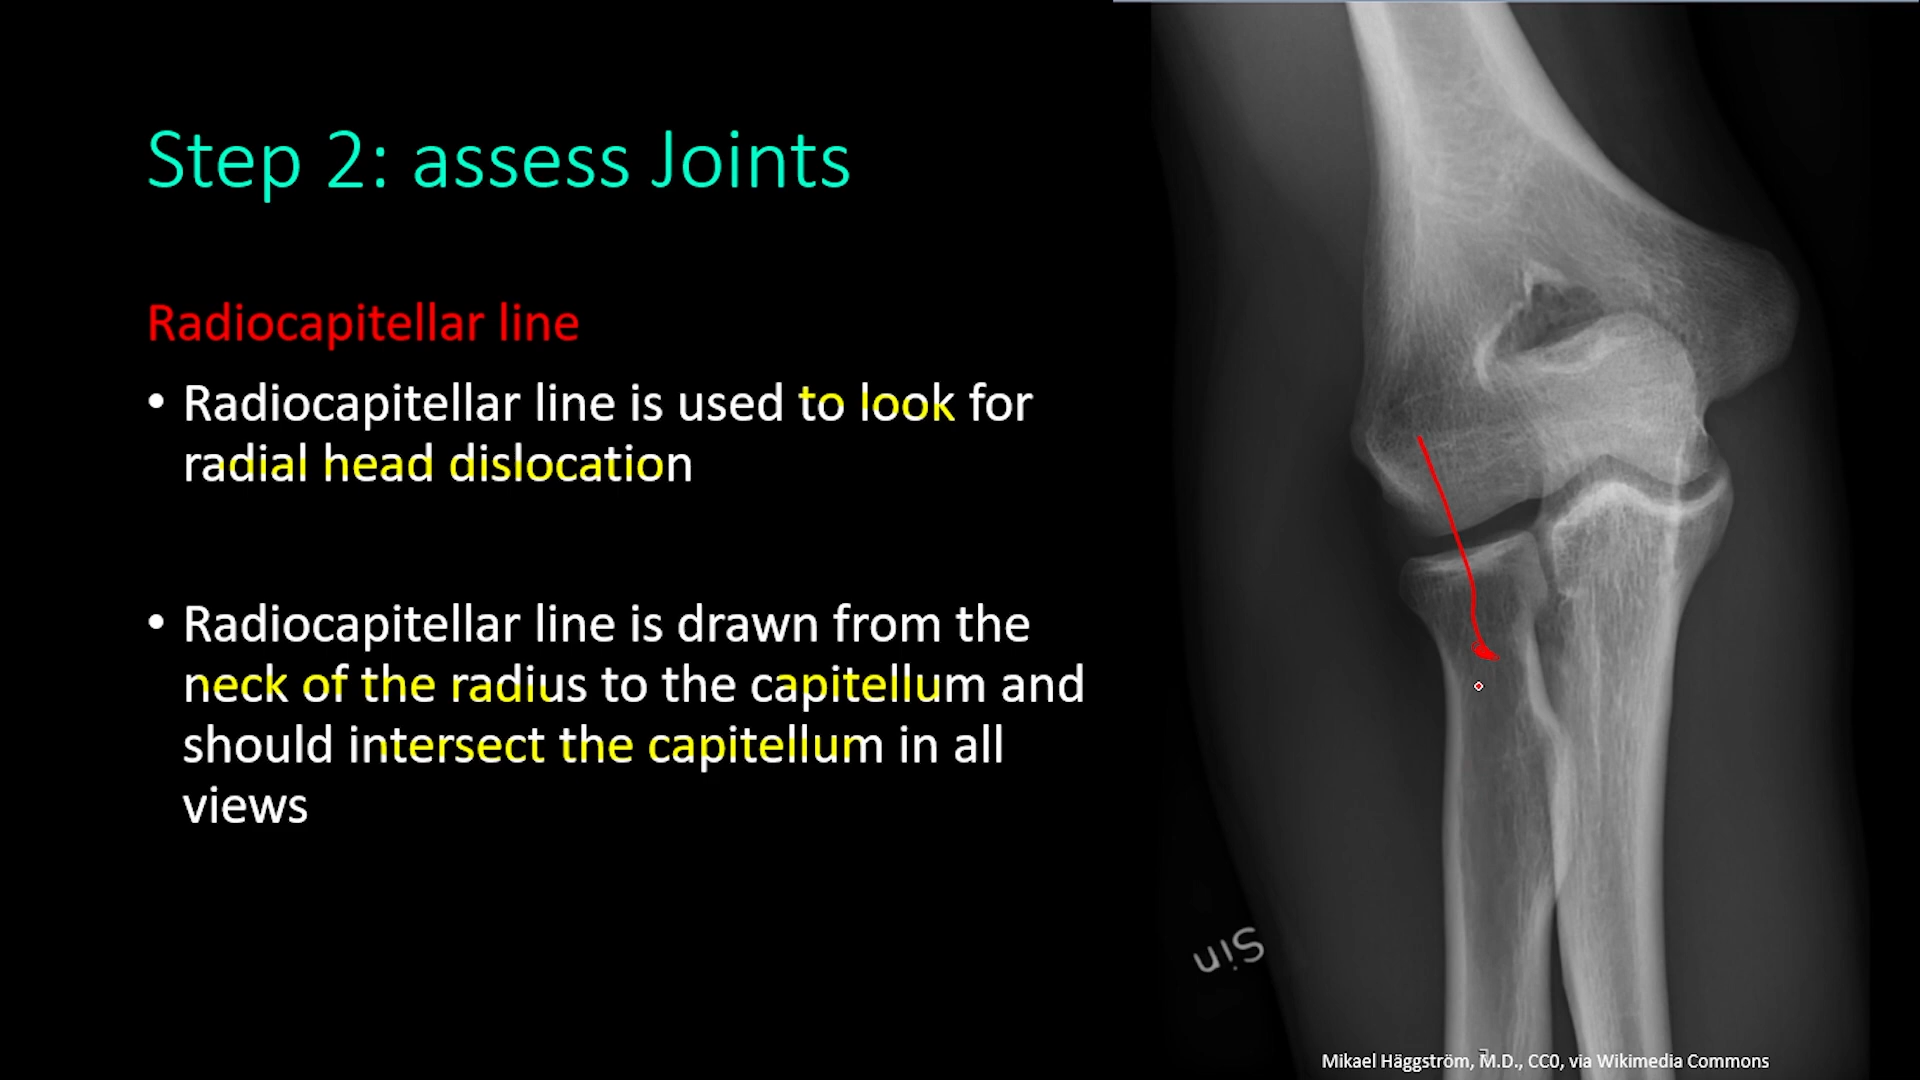 Step 2: assess Joints
Radiocapitellar line
• Radiocapitellar line is used to look for
radial head dislocation
• Radiocapitellar line is drawn from the
neck of the radius to the capitellum and
should intersect the capitellum in all
views
Sin
Mikael Häggström, M.D., CC0, via Wikimedia Commons